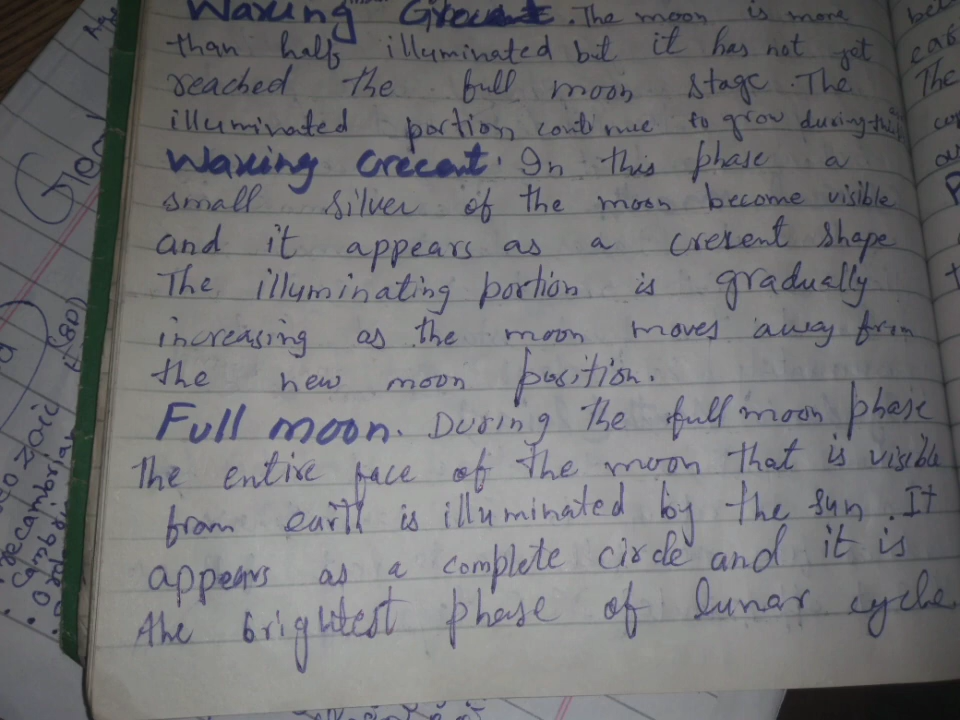 Waxing Grecent. The moon is more
than half illuminated but it has not yet
reached the full moon stage. The
illuminated portion continue to grow during this
Waxing Crecent. In this phase a
small silver of the moon become visible
and it appears as a cresent shape
The illuminating portion is gradually
increasing as the moon moves away from
the new moon position.
Full moon. During the full moon phase
the entire face of the moon that is visible
from earth is illuminated by the sun. It
appears as a complete circle and it is
the brightest phase of lunar cycle.
The